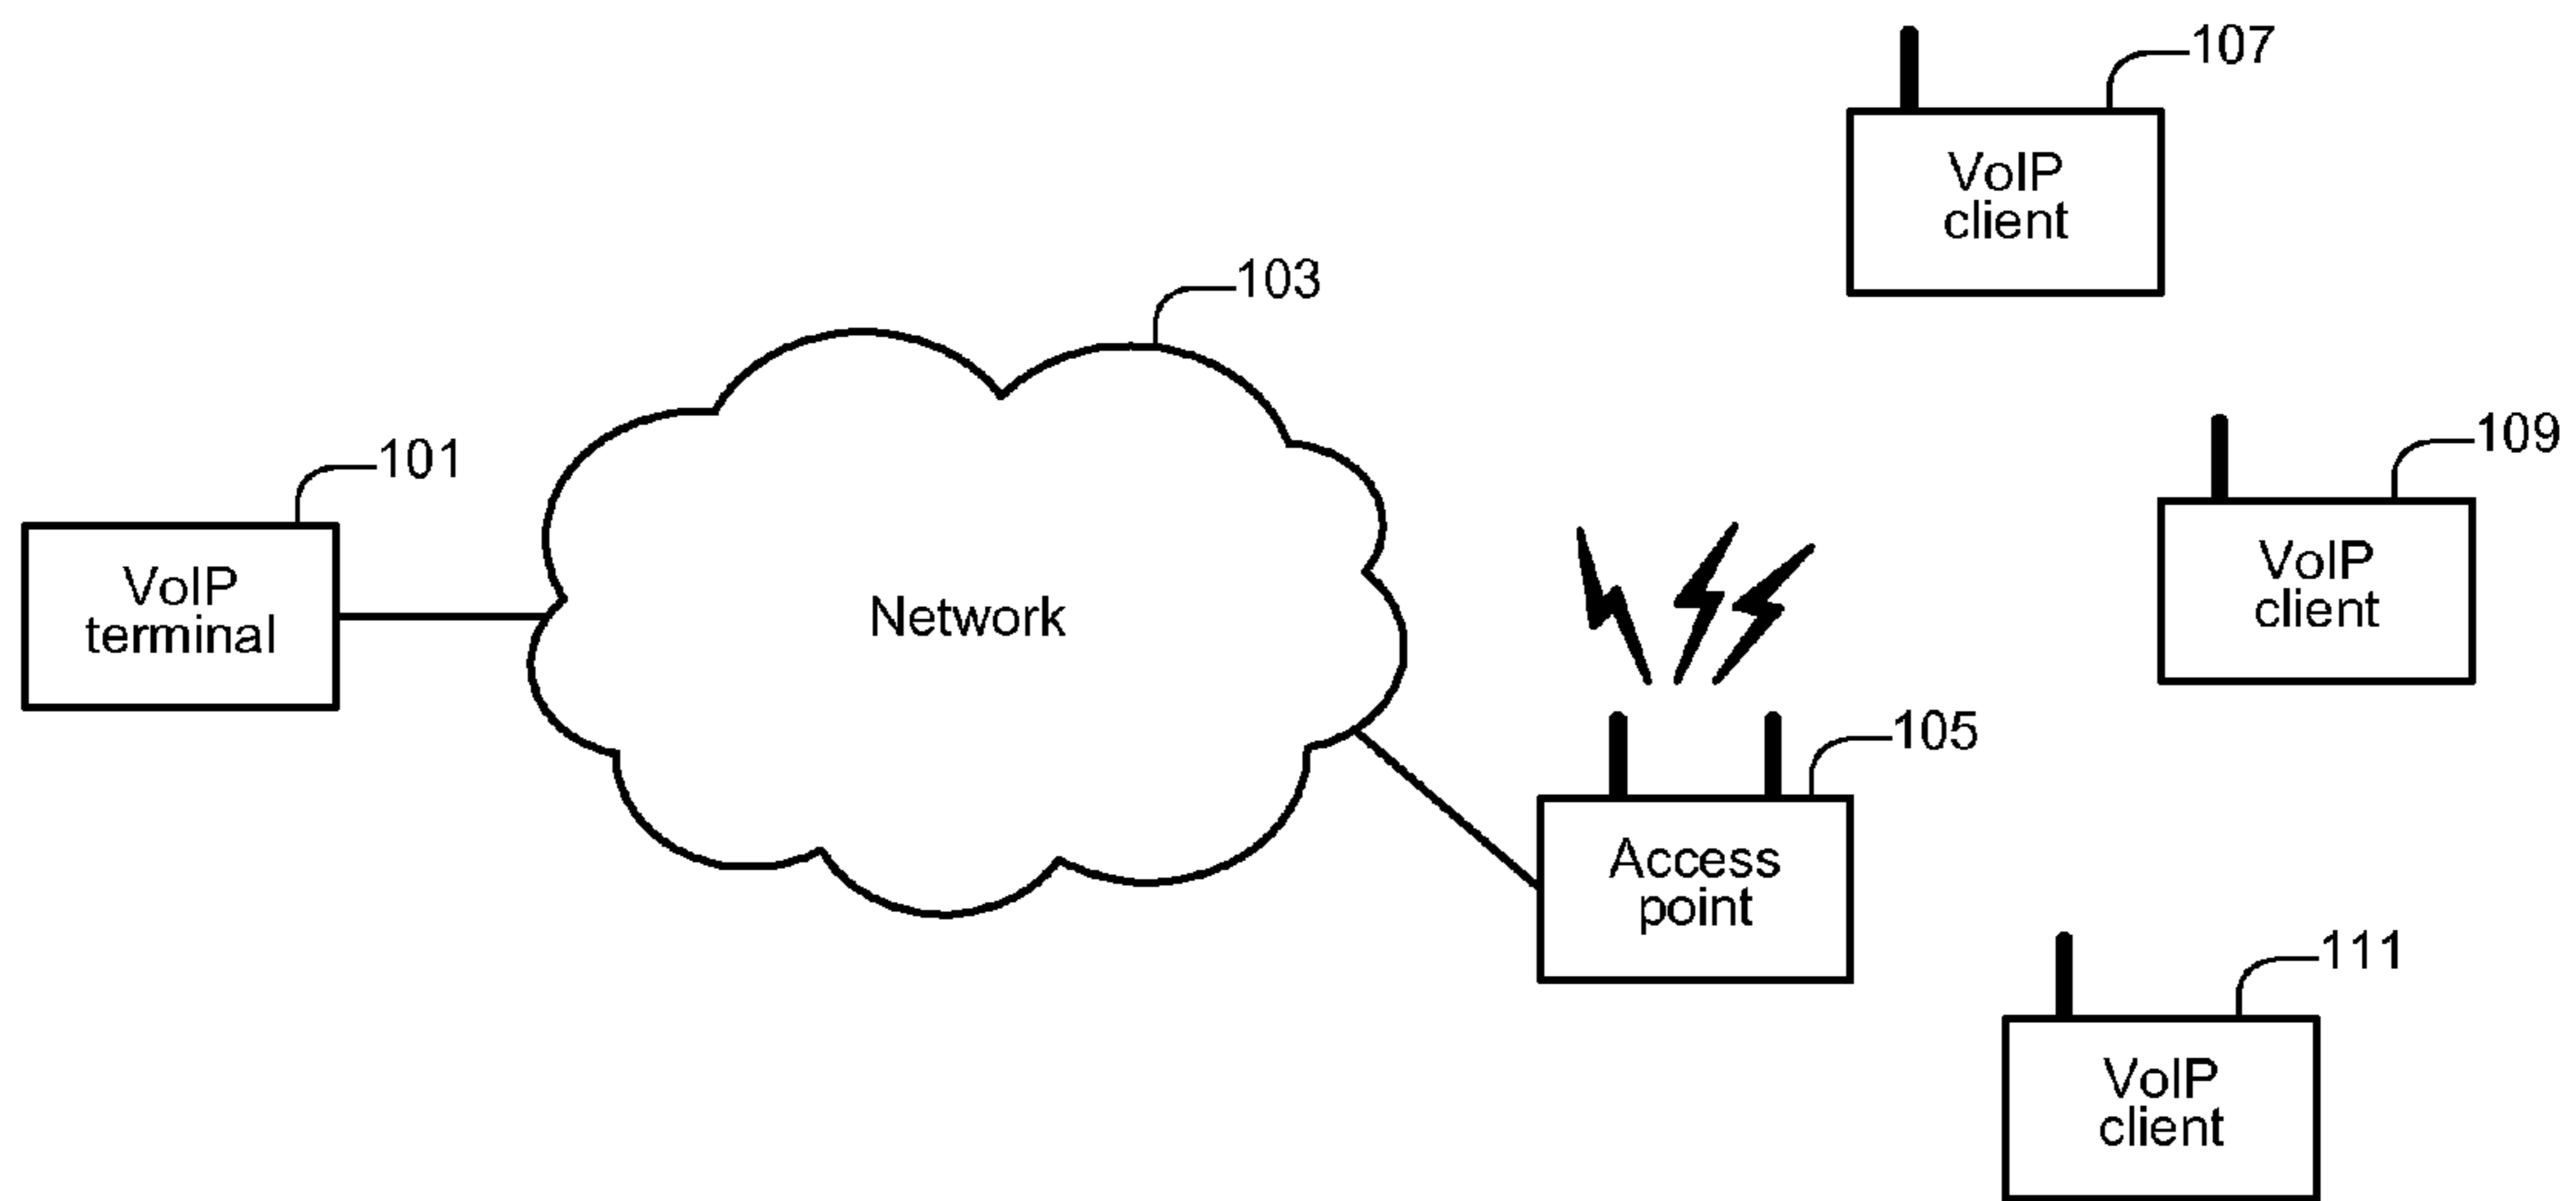 107
VoIP
client
103
109
101
VoIP
client
VoIP
terminal
Network
105
Access
point
111
VoIP
client